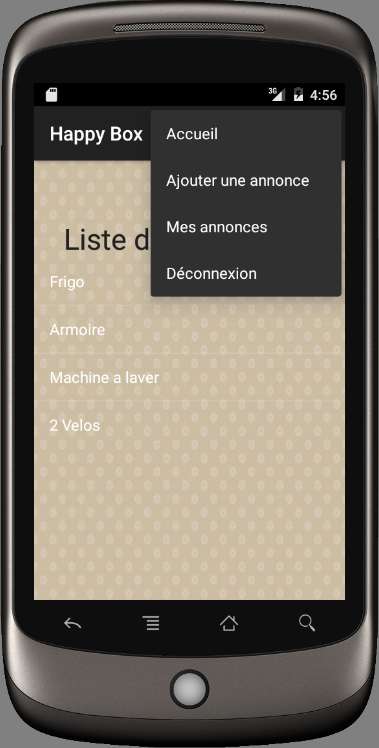 3G 4:56
Happy Box
Accueil
Ajouter une annonce
Mes annonces
Déconnexion
Liste d
Frigo
Armoire
Machine a laver
2 Velos